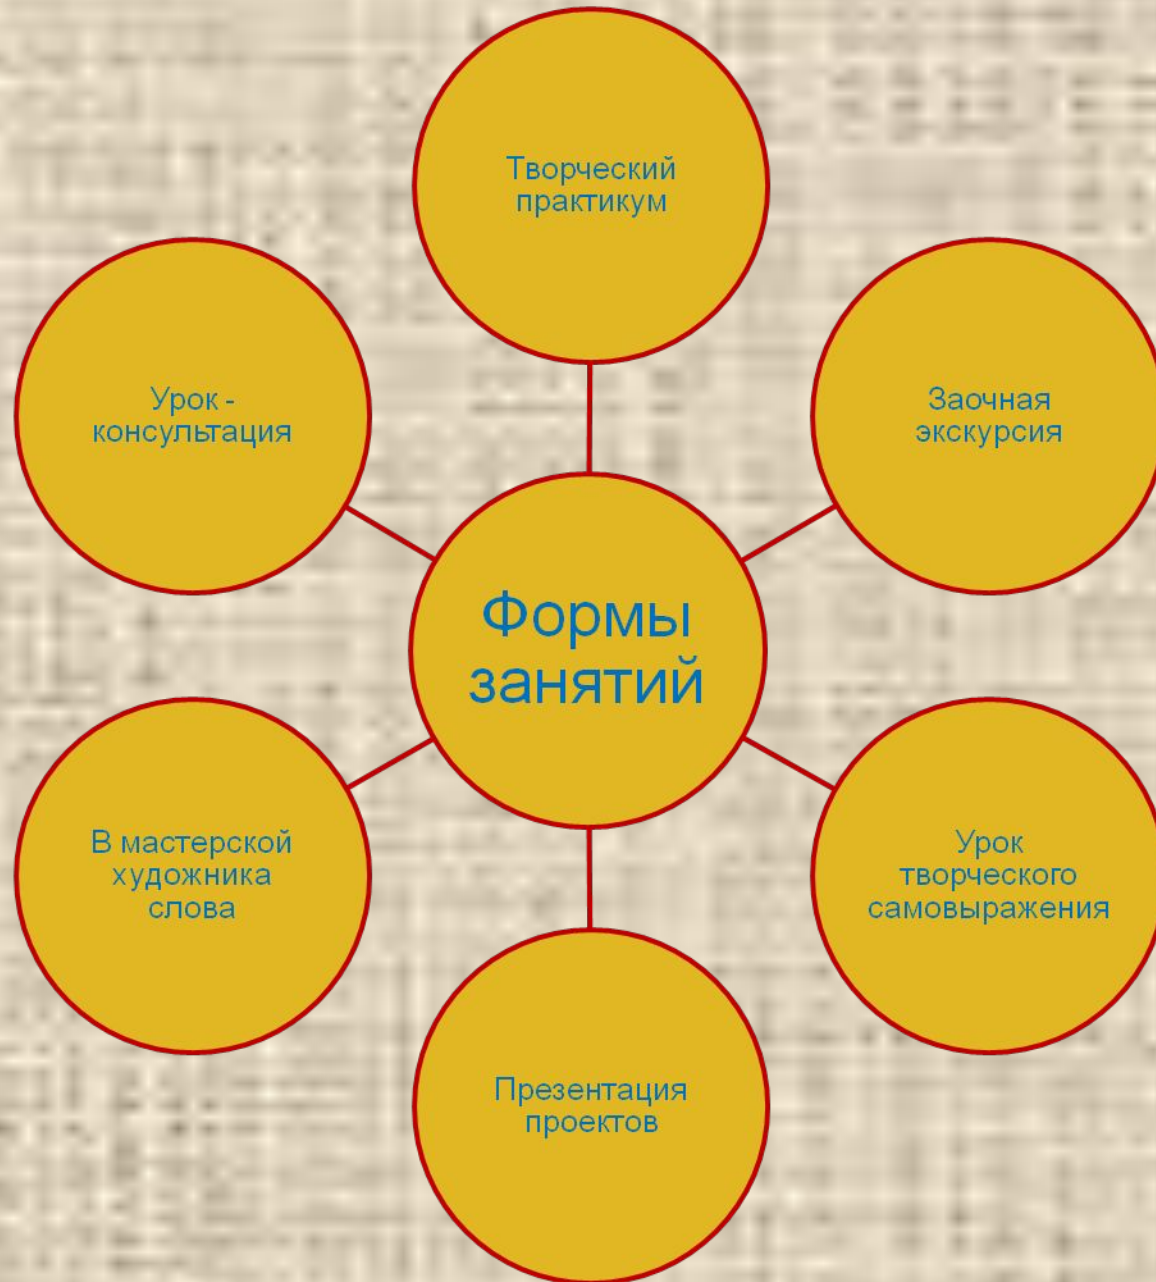 Творческий
практикум
Урок -
консультация
Заочная
экскурсия
Формы
занятий
В мастерской
художника
слова
Урок
творческого
самовыражения
Презентация
проектов